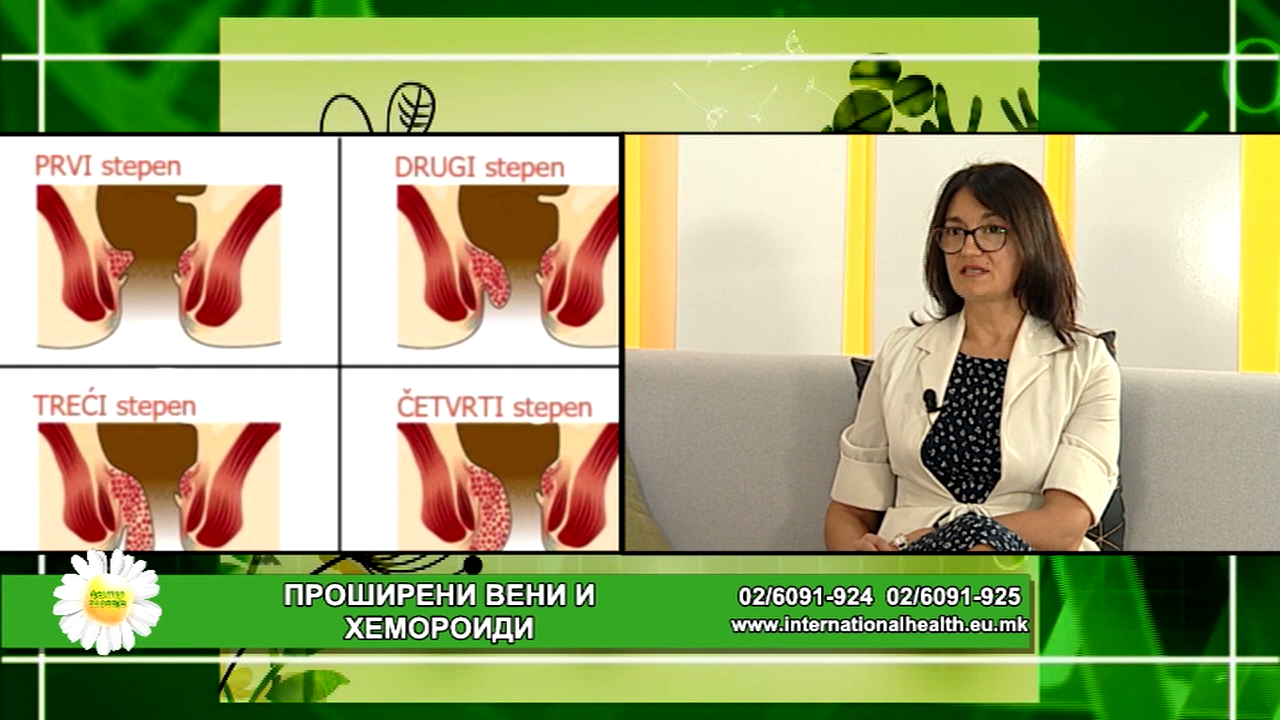 PRVI stepen
DRUGI stepen
TREĆI stepen
ČETVRTI stepen
ПРОШИРЕНИ ВЕНИ И
ХЕМОРОИДИ
02/6091-924 02/6091-925
www.internationalhealth.eu.mk